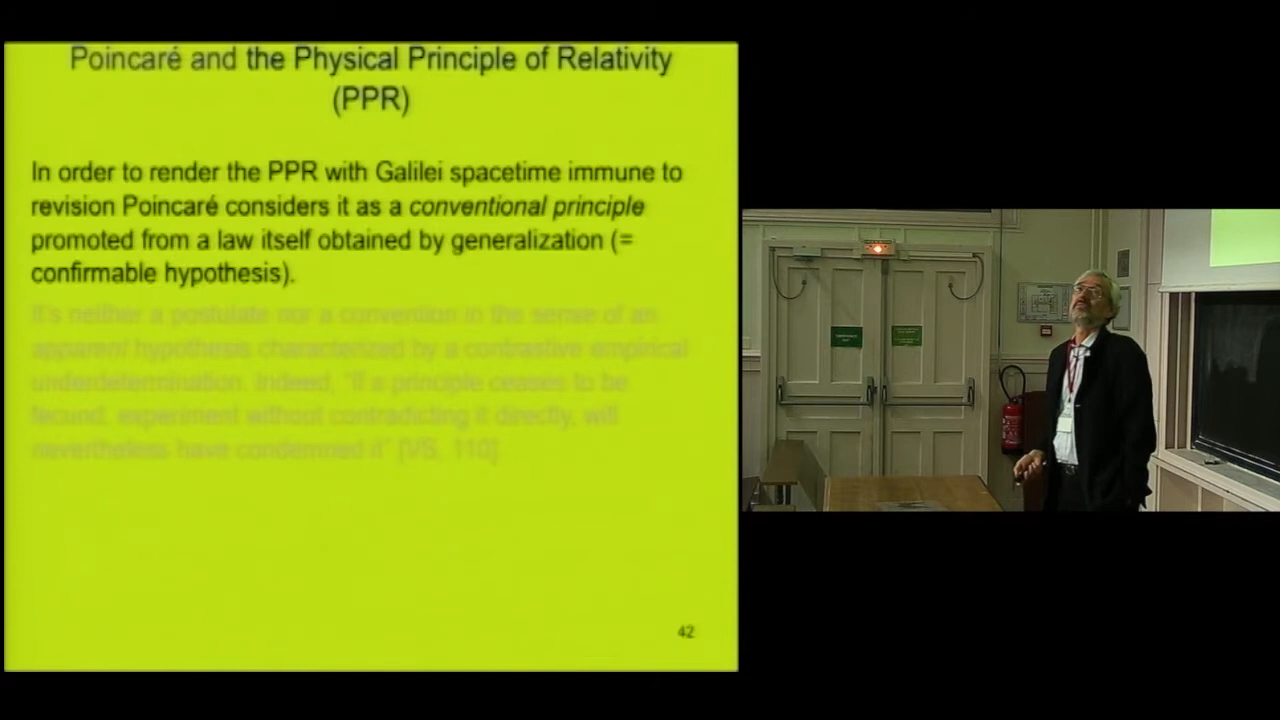 Poincaré and the Physical Principle of Relativity
(PPR)
In order to render the PPR with Galilei spacetime immune to
revision Poincaré considers it as a conventional principle
promoted from a law itself obtained by generalization (=
confirmable hypothesis).
It's neither a postulate nor a convention in the sense of an
apparent hypothesis characterized by a contrastive empirical
underdetermination. Indeed, "if a principle ceases to be
fecund, experiment without contradicting it directly, will
nevertheless have condemned it" [VS, 110]
42